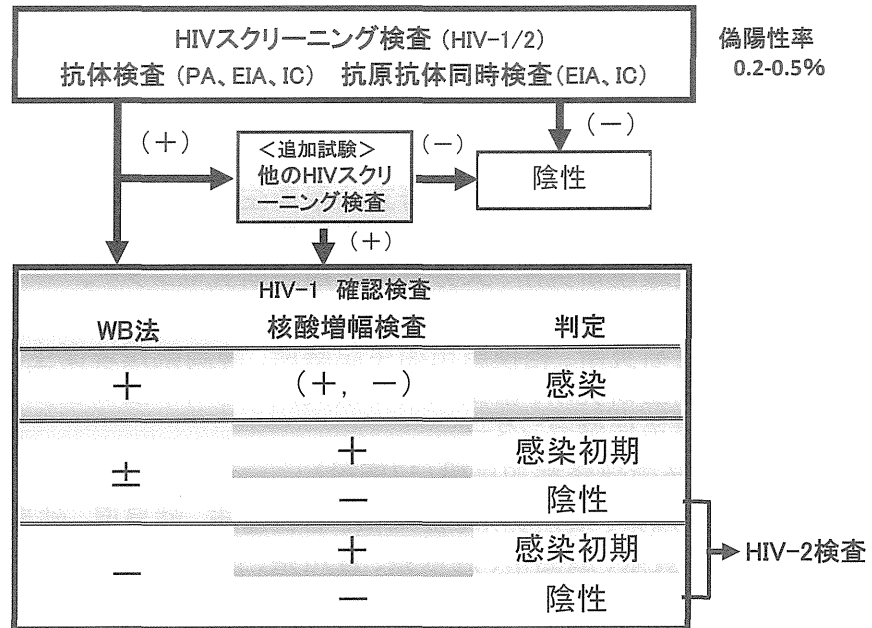 HIVスクリーニング検査（HIV-1/2）
抗体検査（PA、EIA、IC）　抗原抗体同時検査（EIA、IC）
偽陽性率
0.2-0.5%
（＋）
＜追加試験＞
他のHIVスクリ
ーニング検査
（－）
（－）
陰性
（＋）
HIV-1 確認検査
WB法　核酸増幅検査　判定
＋　（＋，－）　感染
±
＋　感染初期
－　陰性
－
＋　感染初期
－　陰性
HIV-2検査